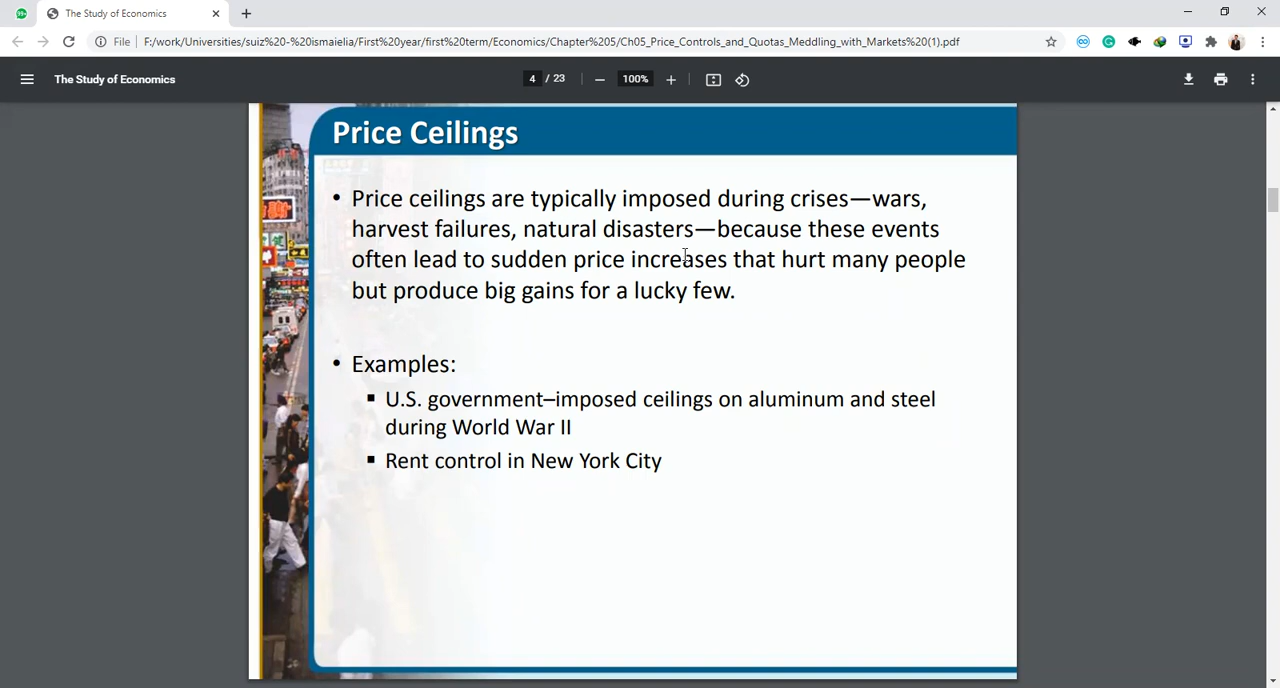 99+
The Study of Economics
File
F:/work/Universities/suiz%20-%20ismaielia/First%20year/first%20term/Economics/Chapter%205/Ch05_Price_Controls_and_Quotas_Meddling_with_Markets%20(1).pdf
The Study of Economics
4 / 23
100%
Price Ceilings
• Price ceilings are typically imposed during crises—wars,
harvest failures, natural disasters—because these events
often lead to sudden price increases that hurt many people
but produce big gains for a lucky few.
• Examples:
▪ U.S. government–imposed ceilings on aluminum and steel
during World War II
▪ Rent control in New York City